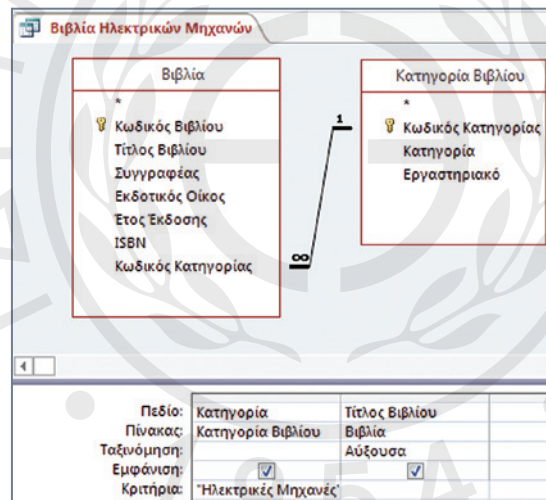 Βιβλία Ηλεκτρικών Μηχανών
Βιβλία
*
Κωδικός Βιβλίου
Τίτλος Βιβλίου
Συγγραφέας
Εκδοτικός Οίκος
Έτος Έκδοσης
ISBN
Κωδικός Κατηγορίας
1
∞
Κατηγορία Βιβλίου
*
Κωδικός Κατηγορίας
Κατηγορία
Εργαστηριακό
Πεδίο: Κατηγορία Τίτλος Βιβλίου
Πίνακας: Κατηγορία Βιβλίου Βιβλία
Ταξινόμηση: Αύξουσα
Εμφάνιση:
Κριτήρια: "Ηλεκτρικές Μηχανές'